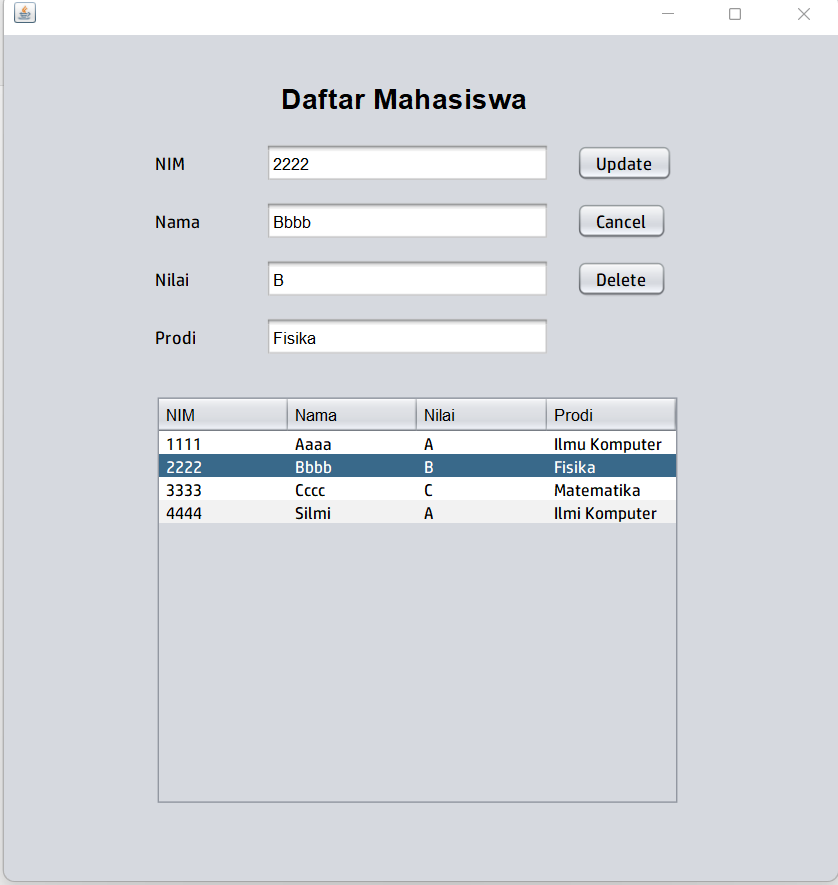 Daftar Mahasiswa
NIM 2222 Update
Nama Bbbb Cancel
Nilai B Delete
Prodi Fisika
NIM Nama Nilai Prodi
1111 Aaaa A Ilmu Komputer
2222 Bbbb B Fisika
3333 Cccc C Matematika
4444 Silmi A Ilmi Komputer